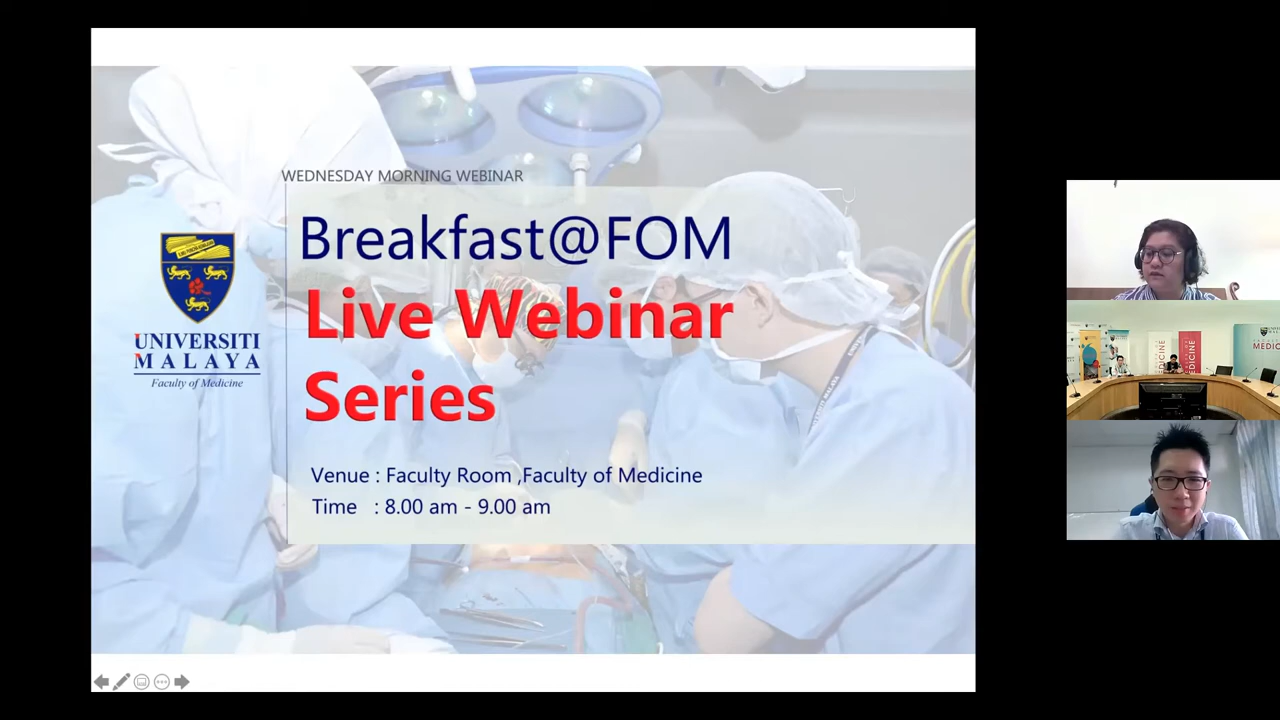 WEDNESDAY MORNING WEBINAR
Breakfast@FOM
Live Webinar
Series
UNIVERSITI
MALAYA
Faculty of Medicine
Venue : Faculty Room ,Faculty of Medicine
Time : 8.00 am - 9.00 am
MEDICINE